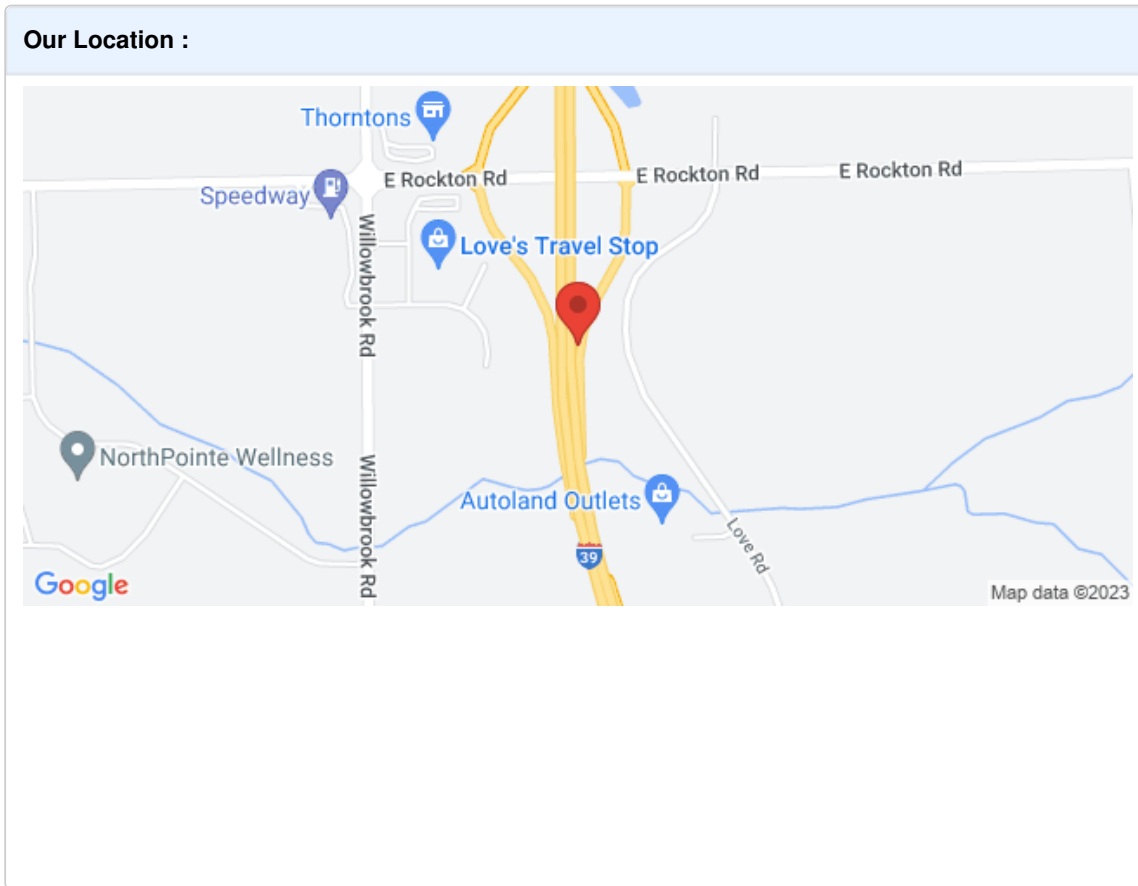 Our Location :
Thorntons
E Rockton Rd
E Rockton Rd
E Rockton Rd
Speedway
Willowbrook Rd
Love's Travel Stop
NorthPointe Wellness
Willowbrook Rd
Autoland Outlets
Love Rd
39
Google
Map data ©2023